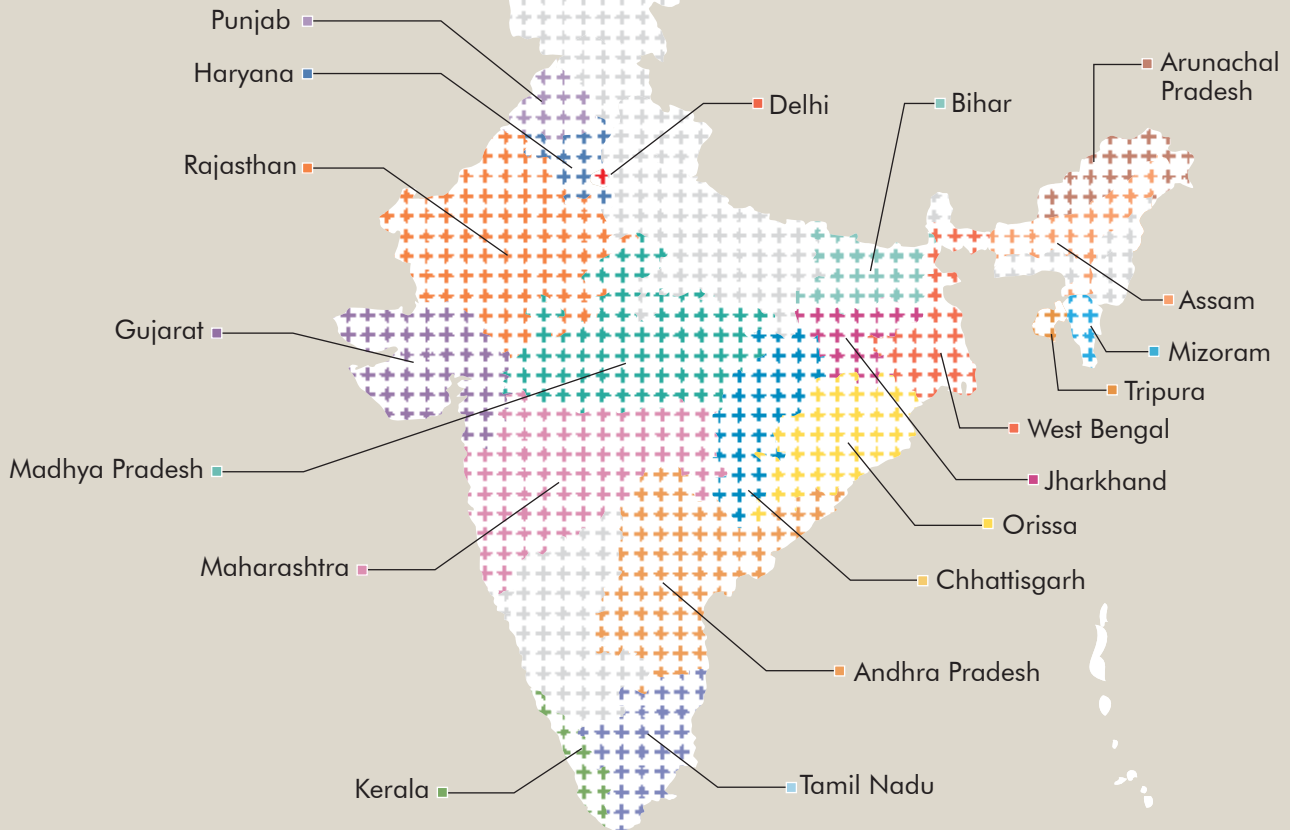 Punjab
Haryana
Delhi
Bihar
Arunachal
Pradesh
Rajasthan
Gujarat
Assam
Mizoram
Tripura
West Bengal
Madhya Pradesh
Jharkhand
Orissa
Maharashtra
Chhattisgarh
Andhra Pradesh
Kerala
Tamil Nadu